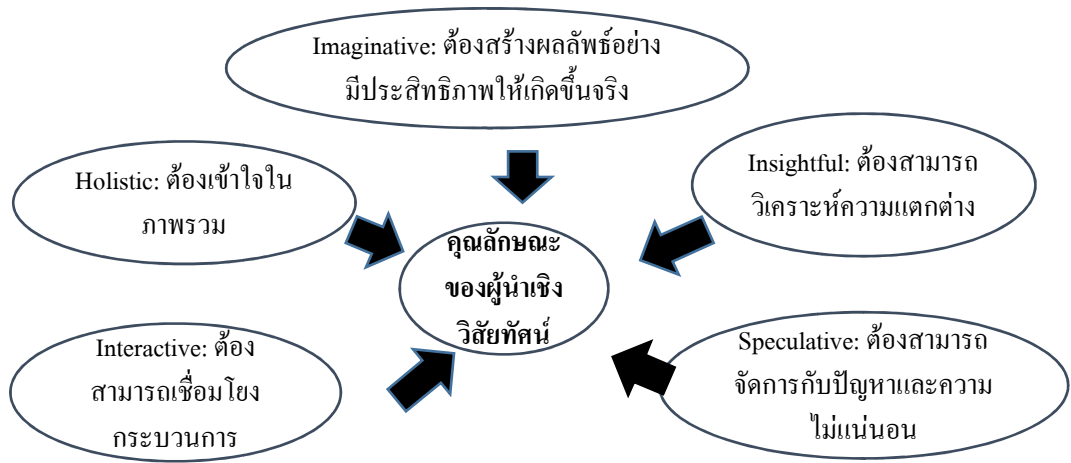 Imaginative: ต้องสร้างผลลัพธ์อย่าง
มีประสิทธิภาพให้เกิดขึ้นจริง
Holistic: ต้องเข้าใจใน
ภาพรวม
Insightful: ต้องสามารถ
วิเคราะห์ความแตกต่าง
คุณลักษณะ
ของผู้นำเชิง
วิสัยทัศน์
Interactive: ต้อง
สามารถเชื่อมโยง
กระบวนการ
Speculative: ต้องสามารถ
จัดการกับปัญหาและความ
ไม่แน่นอน